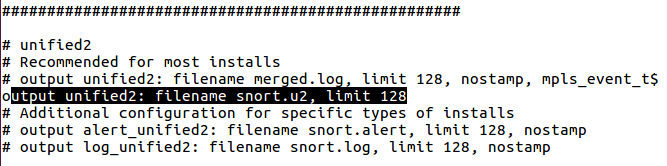 ###################################################
# unified2
# Recommended for most installs
# output unified2: filename merged.log, limit 128, nostamp, mpls_event_t$
output unified2: filename snort.u2, limit 128
# Additional configuration for specific types of installs
# output alert_unified2: filename snort.alert, limit 128, nostamp
# output log_unified2: filename snort.log, limit 128, nostamp